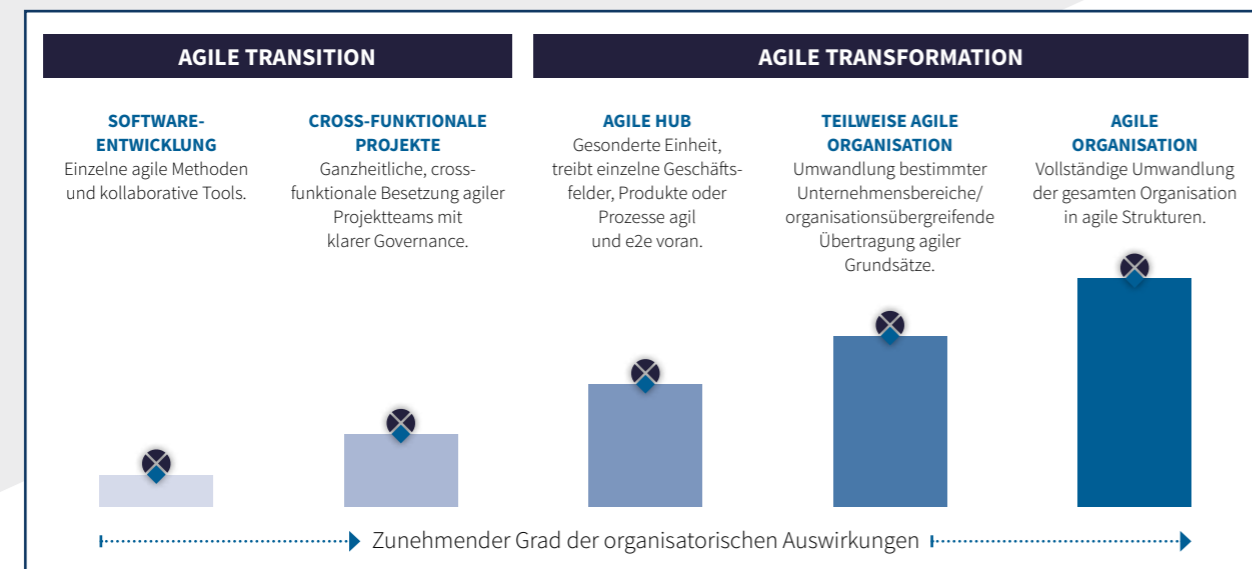 AGILE TRANSITION
AGILE TRANSFORMATION
SOFTWARE-
ENTWICKLUNG
Einzelne agile Methoden
und kollaborative Tools.
CROSS-FUNKTIONALE
PROJEKTE
Ganzheitliche, cross-
funktionale Besetzung agiler
Projektteams mit
klarer Governance.
AGILE HUB
Gesonderte Einheit,
treibt einzelne Geschäfts-
felder, Produkte oder
Prozesse agil
und e2e voran.
TEILWEISE AGILE
ORGANISATION
Umwandlung bestimmter
Unternehmensbereiche/
organisationsübergreifende
Übertragung agiler
Grundsätze.
AGILE
ORGANISATION
Vollständige Umwandlung
der gesamten Organisation
in agile Strukturen.
Zunehmender Grad der organisatorischen Auswirkungen